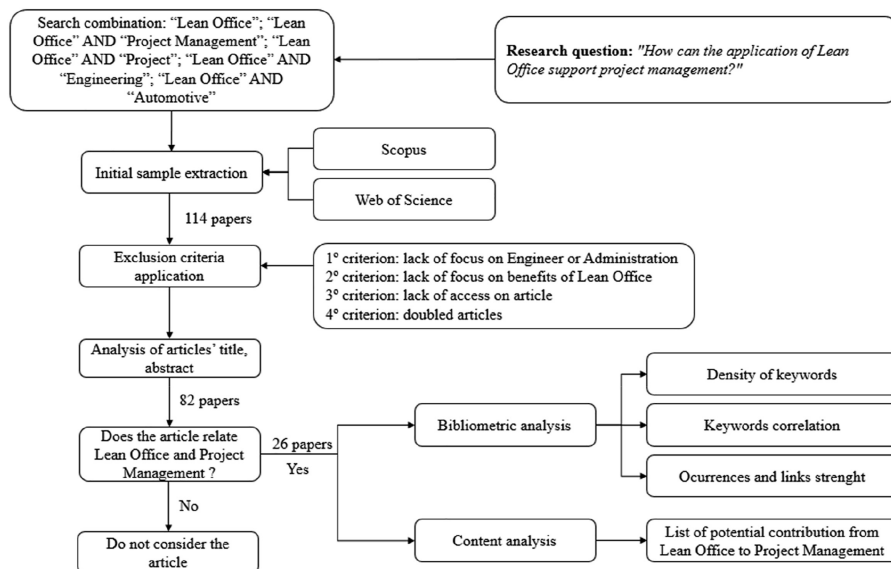 Search combination: “Lean Office”; “Lean
Office” AND “Project Management”; “Lean
Office” AND “Project”; “Lean Office” AND
“Engineering”; “Lean Office” AND
“Automotive”
Research question: "How can the application of Lean
Office support project management?"
Initial sample extraction
Scopus
Web of Science
114 papers
Exclusion criteria
application
1º criterion: lack of focus on Engineer or Administration
2º criterion: lack of focus on benefits of Lean Office
3º criterion: lack of access on article
4º criterion: doubled articles
Analysis of articles’ title,
abstract
82 papers
Does the article relate
Lean Office and Project
Management ?
26 papers
Yes
No
Do not consider the
article
Bibliometric analysis
Density of keywords
Keywords correlation
Ocurrences and links strenght
Content analysis
List of potential contribution from
Lean Office to Project Management